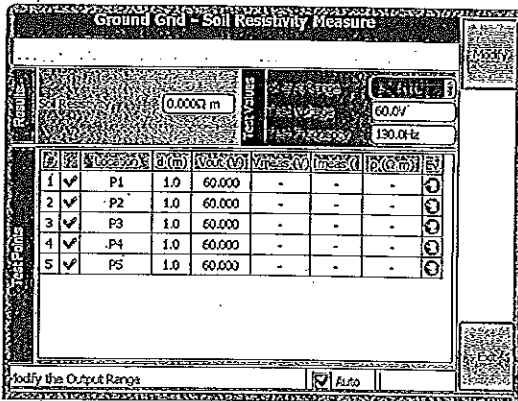 Ground Grid - Soil Resistivity Measure
Modify
Results
0.000Ω m
Test Values
60.0V
130.0Hz
# Location d (m) Vout (V) Vmeas (V) Imeas ρ(Ω m)
1 P1 1.0 60.000 - - -
2 P2 1.0 60.000 - - -
3 P3 1.0 60.000 - - -
4 P4 1.0 60.000 - - -
5 P5 1.0 60.000 - - -
Test Points
Modify the Output Range
Auto